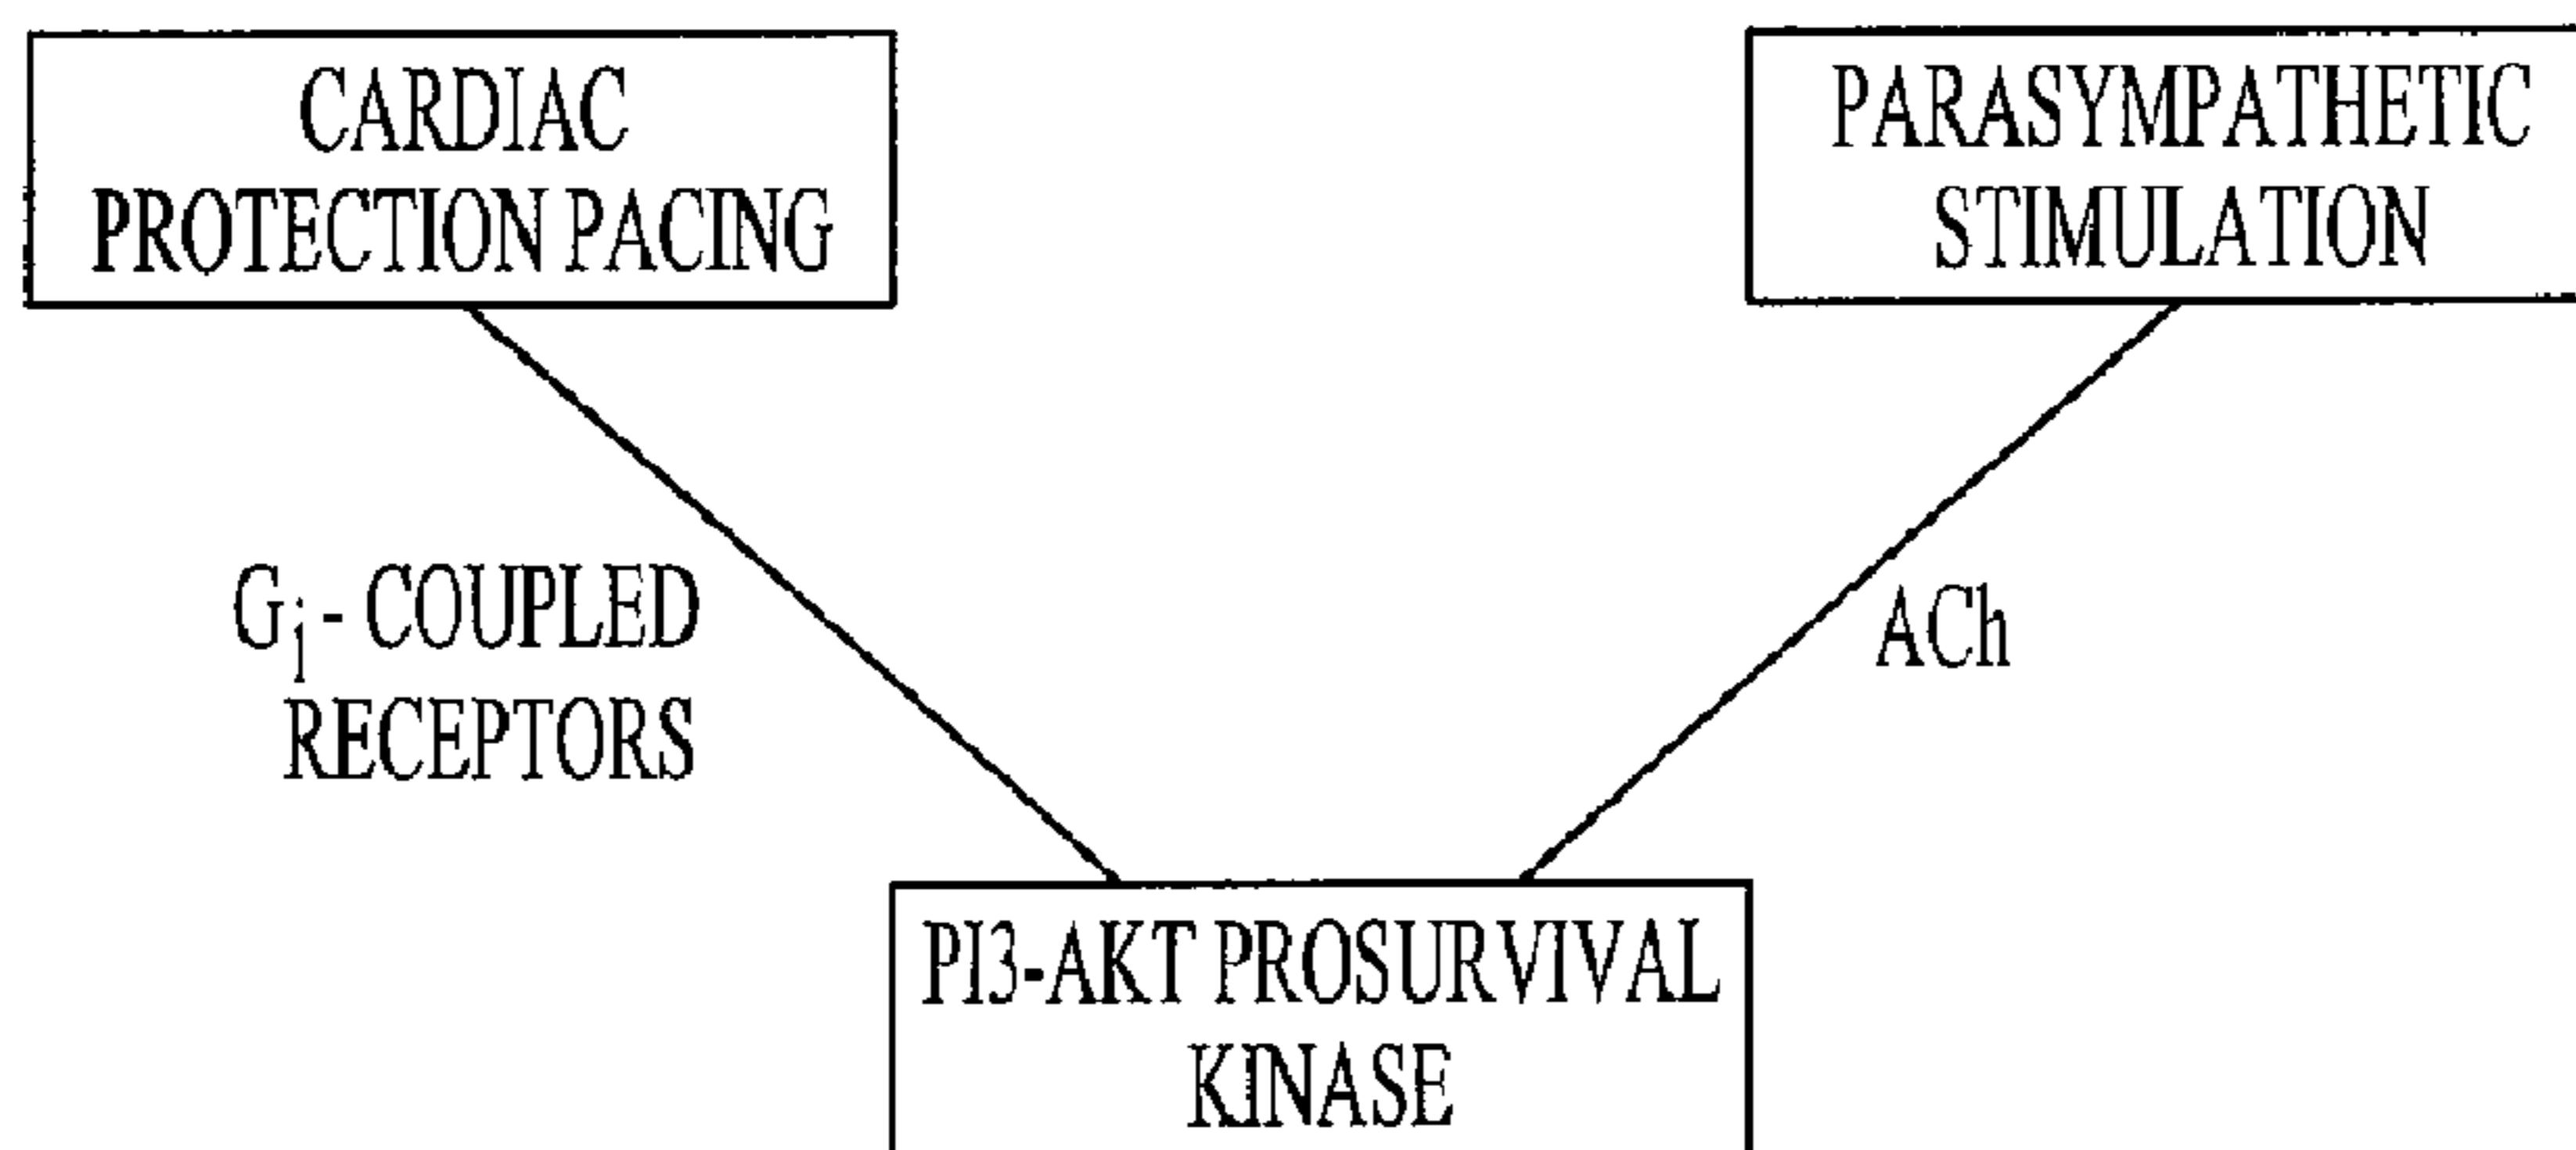 CARDIAC
PROTECTION PACING
PARASYMPATHETIC
STIMULATION
Gi - COUPLED
RECEPTORS
ACh
PI3-AKT PROSURVIVAL
KINASE